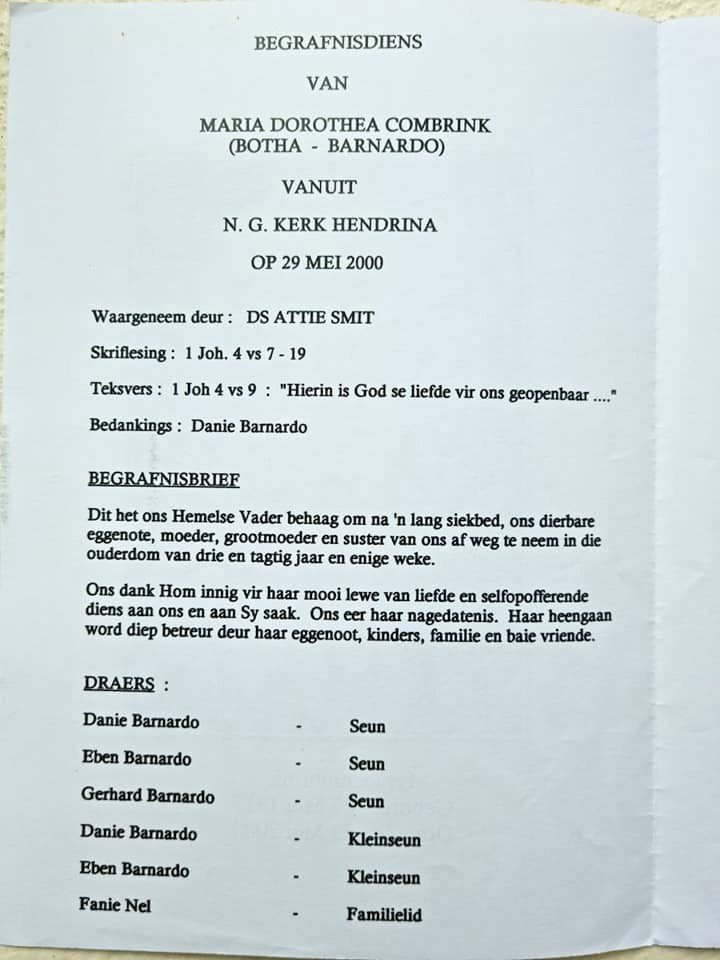 BEGRAFNISDIENS
VAN
MARIA DOROTHEA COMBRINK
(BOTHA - BARNARDO)
VANUIT
N. G. KERK HENDRINA
OP 29 MEI 2000
Waargeneem deur : DS ATTIE SMIT
Skriflesing : 1 Joh. 4 vs 7 - 19
Teksvers : 1 Joh 4 vs 9 : "Hierin is God se liefde vir ons geopenbaar ...."
Bedankings : Danie Barnardo
BEGRAFNISBRIEF
Dit het ons Hemelse Vader behaag om na 'n lang siekbed, ons dierbare
eggenote, moeder, grootmoeder en suster van ons af weg te neem in die
ouderdom van drie en tagtig jaar en enige weke.
Ons dank Hom innig vir haar mooi lewe van liefde en selfopofferende
diens aan ons en aan Sy saak. Ons eer haar nagedatenis. Haar heengaan
word diep betreur deur haar eggenoot, kinders, familie en baie vriende.
DRAERS :
Danie Barnardo - Seun
Eben Barnardo - Seun
Gerhard Barnardo - Seun
Danie Barnardo - Kleinseun
Eben Barnardo - Kleinseun
Fanie Nel - Familielid